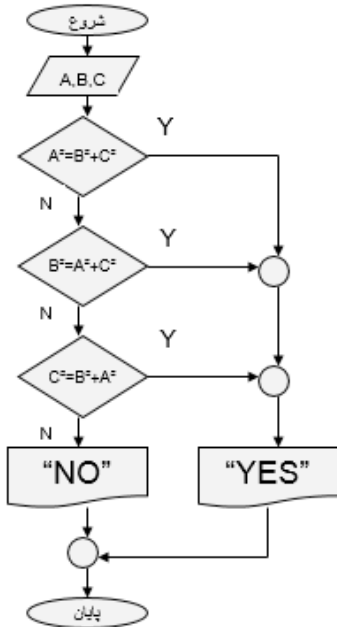 شروع
A,B,C
Y
A²=B²+C²
N
Y
B²=A²+C²
N
Y
C²=B²+A²
N
“NO”
“YES”
پایان